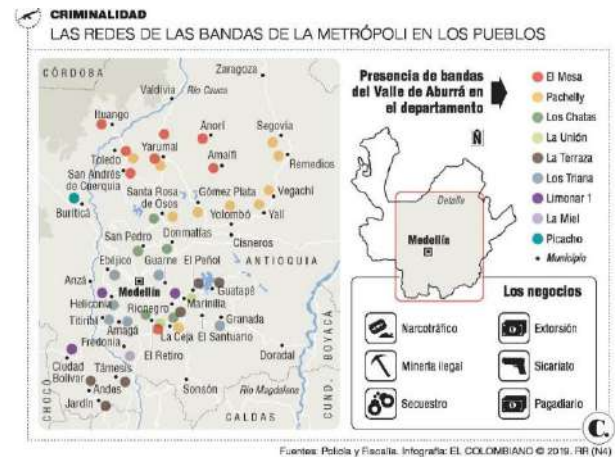 CRIMINALIDAD
LAS REDES DE LAS BANDAS DE LA METRÓPOLI EN LOS PUEBLOS
CÓRDOBA
Zaragoza
Valdivia
Río Cauca
Ituango
Anorí
Segovia
Toledo
Yarumal
Amalfi
Remedios
San Andrés
de Cuerquia
Santa Rosa
de Osos
Gómez Plata
Vegachí
Buriticá
Yolombó
Yalí
San Pedro
Donmatías
Cisneros
Ebéjico
Guarne
El Peñol
ANTIOQUIA
Anzá
Medellín
Guatapé
Heliconia
Rionegro
Marinilla
Titiribí
Amagá
Granada
Fredonia
La Ceja
El Santuario
Ciudad
Bolívar
El Retiro
Doradal
Támesis
Andes
Sonsón
Río Magdalena
Jardín
CHOCÓ
CALDAS
CUND.
BOYACÁ
Presencia de bandas
del Valle de Aburrá en
el departamento
Ñ
Detalle
Medellín
El Mesa
Pachelly
Los Chatas
La Unión
La Terraza
Los Triana
Limonar 1
La Miel
Picacho
Municipio
Los negocios
Narcotráfico
Extorsión
Minería ilegal
Sicariato
Secuestro
Pagadiario
C.
Fuentes: Policía y Fiscalía. Infografía: EL COLOMBIANO © 2019. RR (N4)